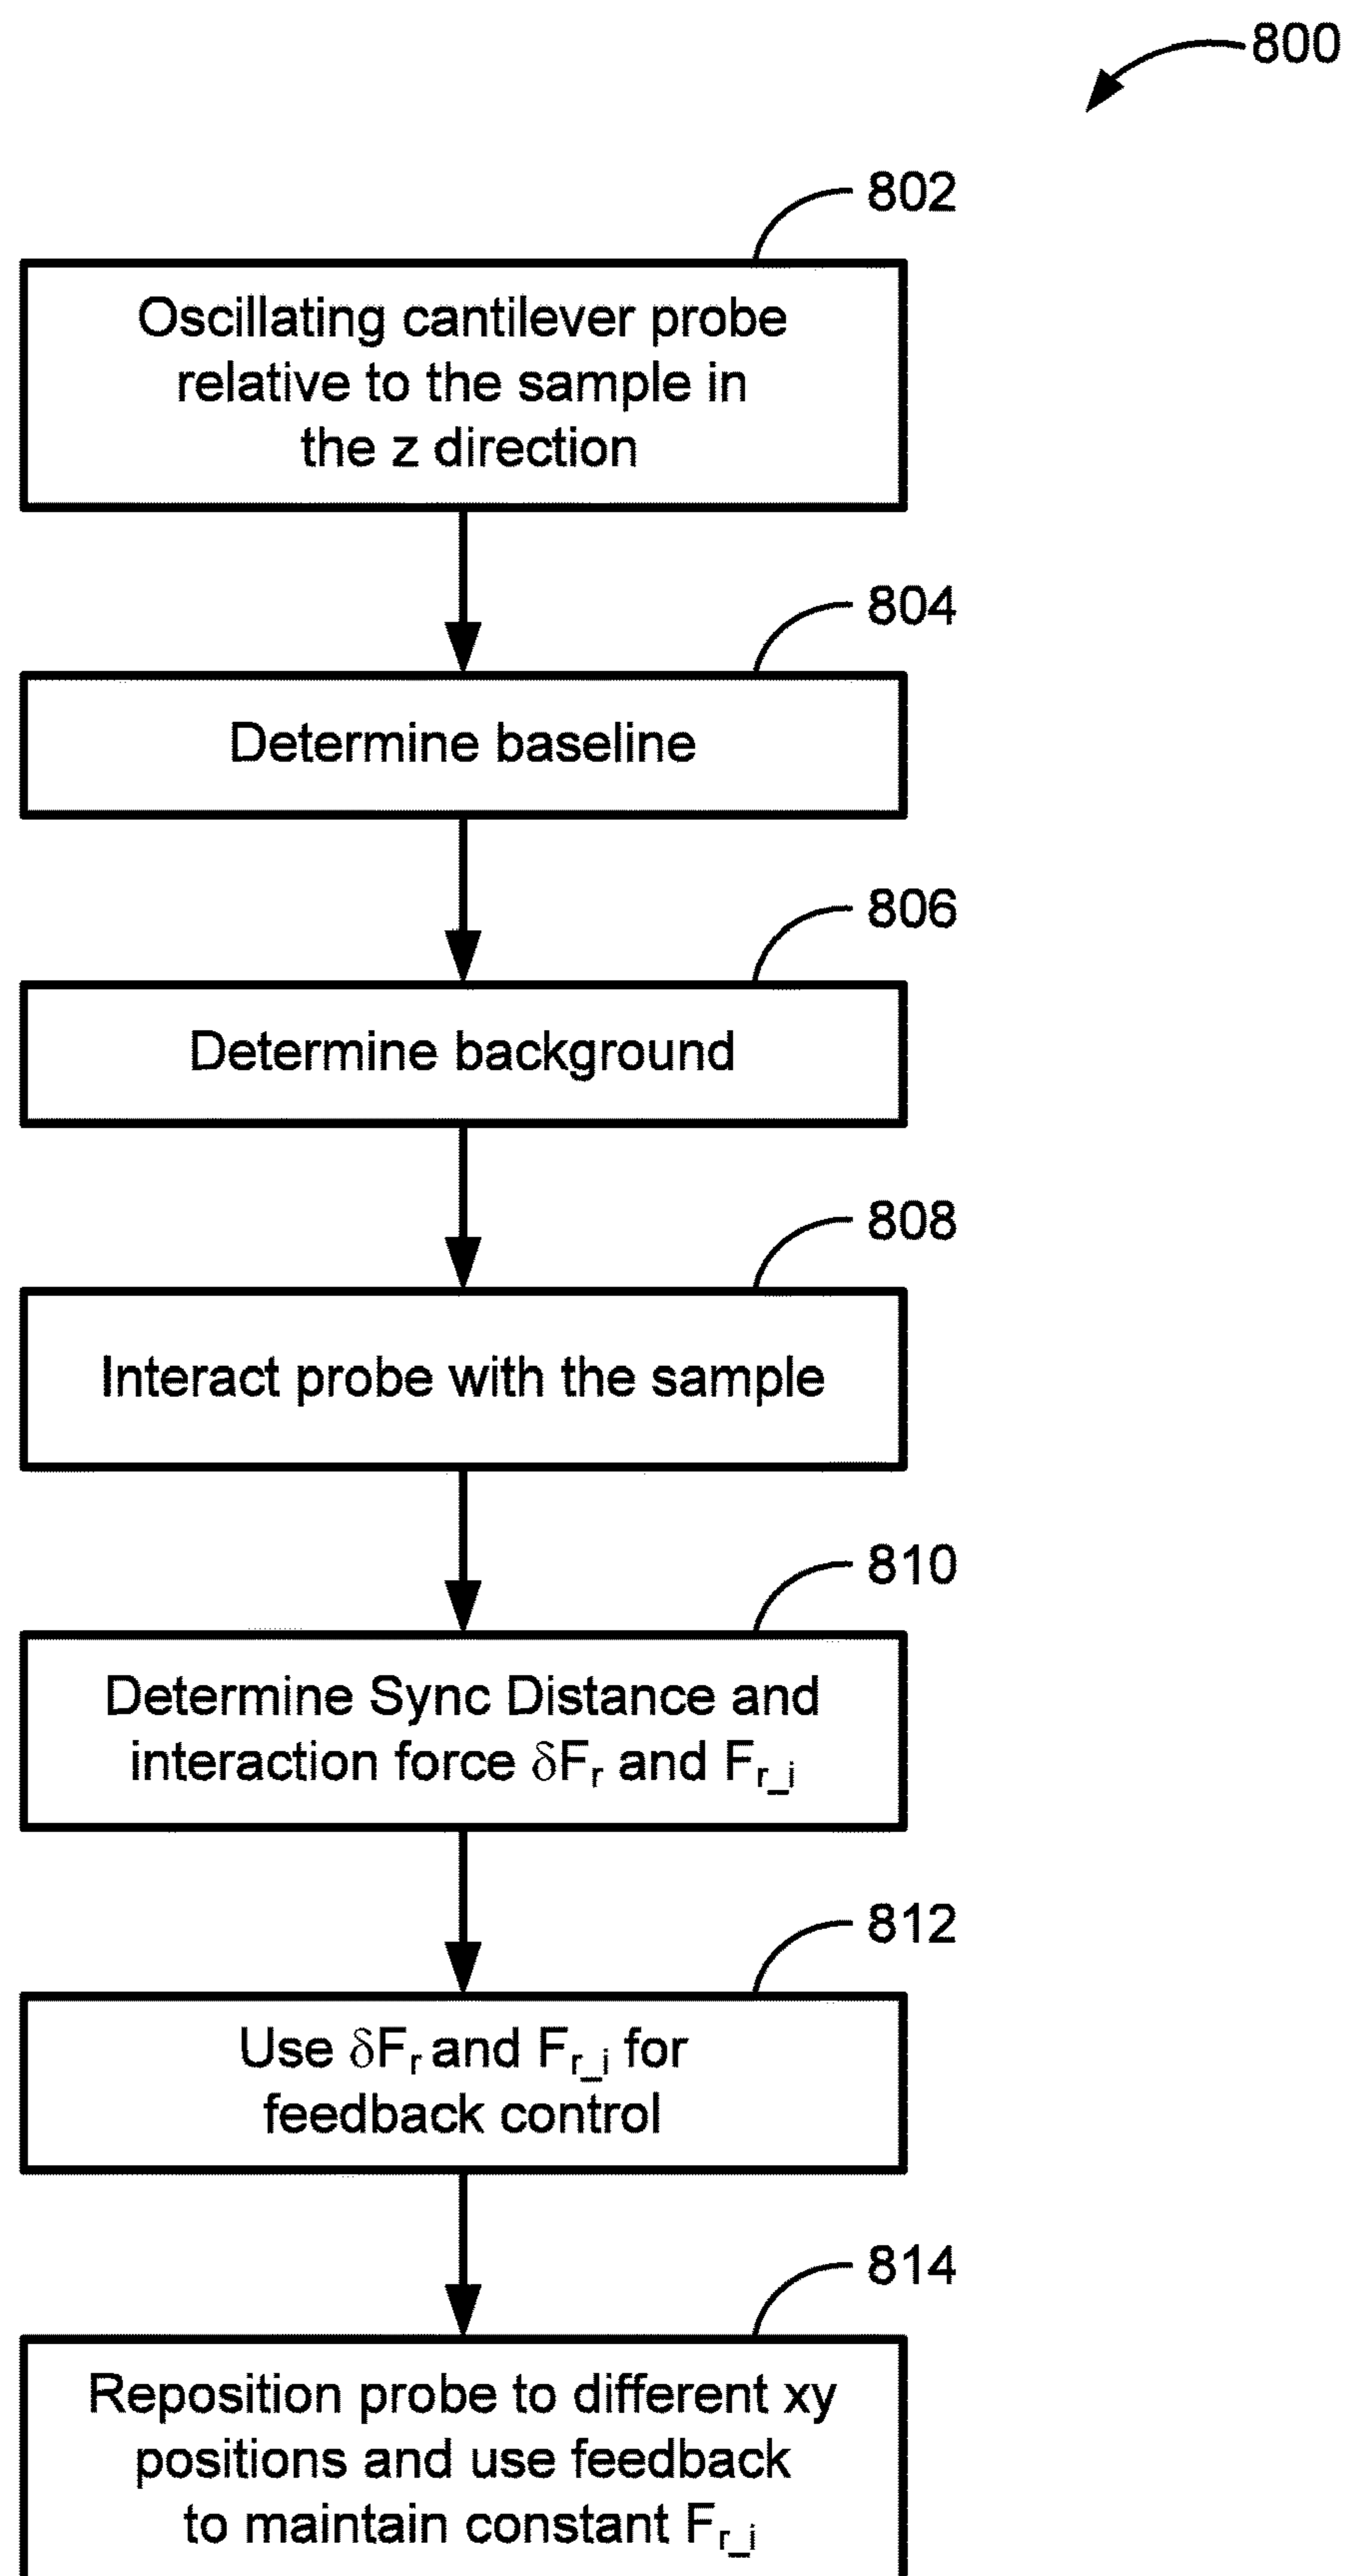 800
802
Oscillating cantilever probe
relative to the sample in
the z direction
804
Determine baseline
806
Determine background
808
Interact probe with the sample
810
Determine Sync Distance and
interaction force δFr and Fr_i
812
Use δFr and Fr_i for
feedback control
814
Reposition probe to different xy
positions and use feedback
to maintain constant Fr_i